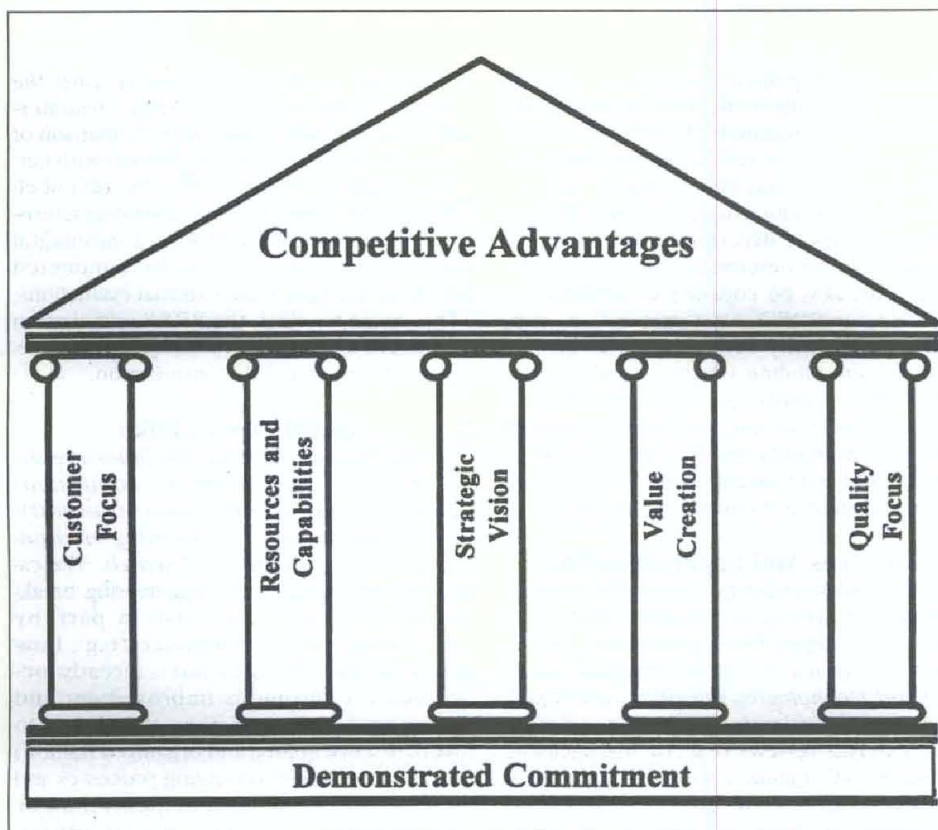 Competitive Advantages
Customer
Focus
Resources and
Capabilities
Strategic
Vision
Value
Creation
Quality
Focus
Demonstrated Commitment